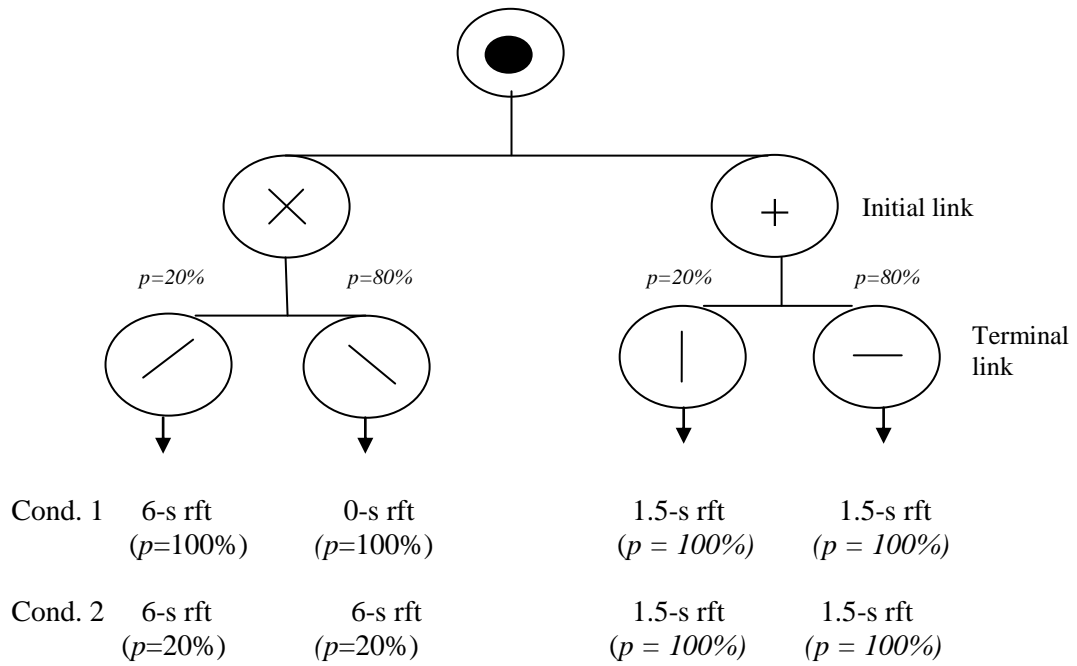 Initial link
p=20% p=80% p=20% p=80%
Terminal
link
Cond. 1 6-s rft 0-s rft 1.5-s rft 1.5-s rft
(p=100%) (p=100%) (p = 100%) (p = 100%)
Cond. 2 6-s rft 6-s rft 1.5-s rft 1.5-s rft
(p=20%) (p=20%) (p = 100%) (p = 100%)